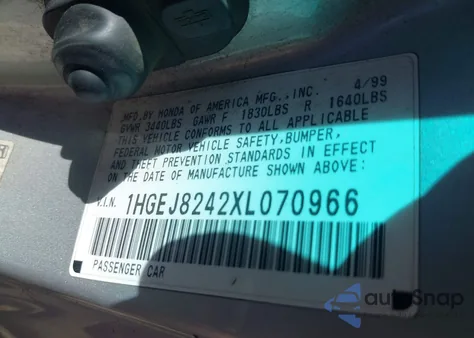 MFD. BY HONDA OF AMERICA MFG., INC. 4/99
GVWR 3440LBS GAWR F 1830LBS R 1640LBS
THIS VEHICLE CONFORMS TO ALL APPLICABLE
FEDERAL MOTOR VEHICLE SAFETY, BUMPER,
AND THEFT PREVENTION STANDARDS IN EFFECT
ON THE DATE OF MANUFACTURE SHOWN ABOVE.
V.I.N. 1HGEJ8242XL070966
PASSENGER CAR
autoSnap